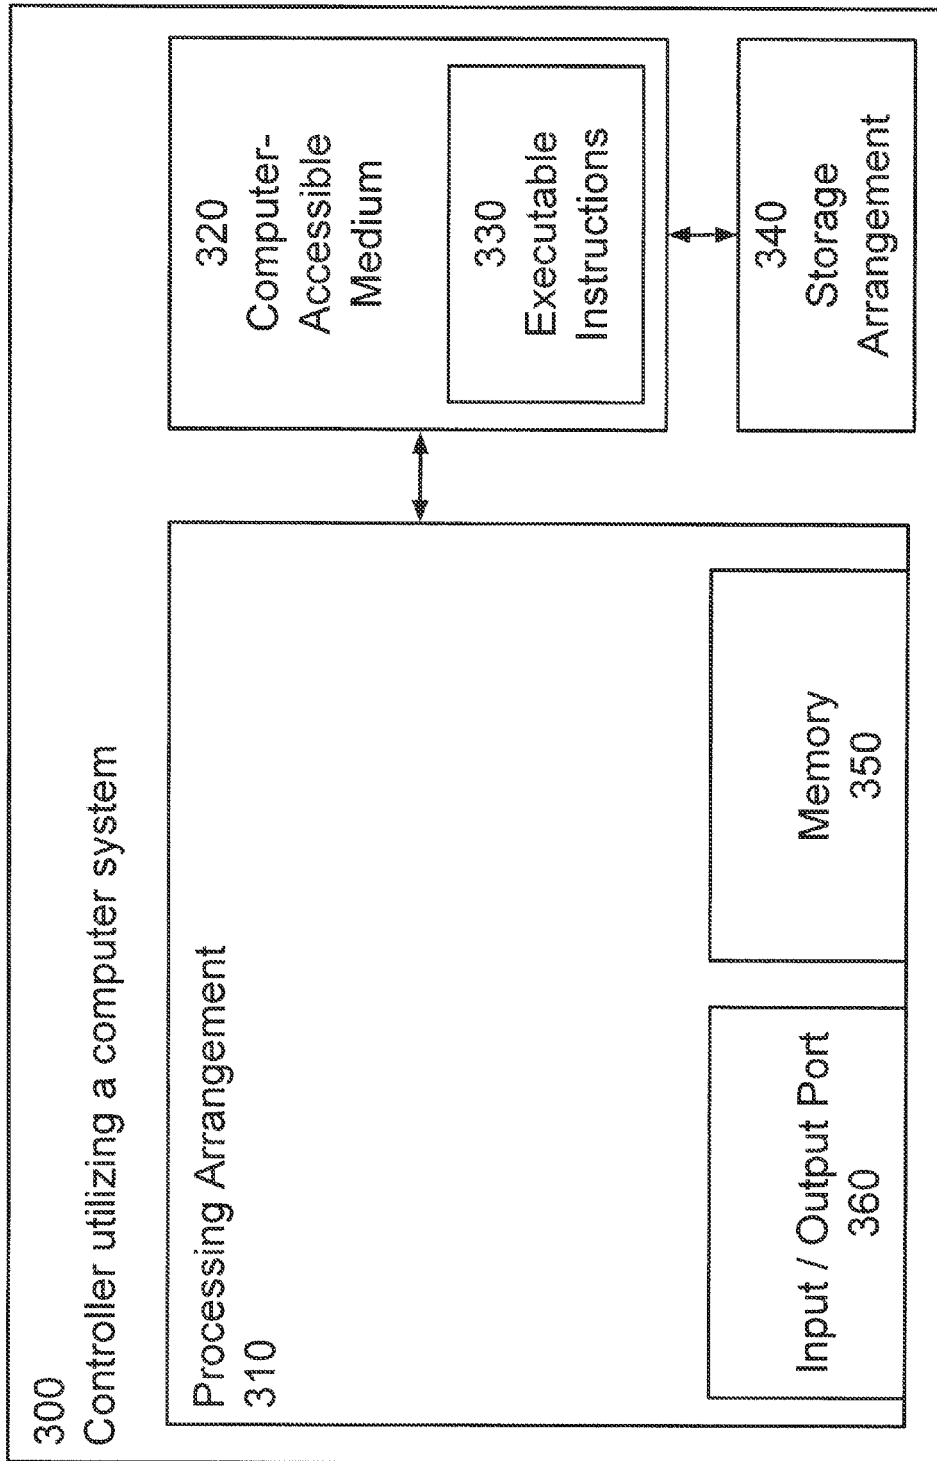 300
Controller utilizing a computer system
Processing Arrangement
310
Input / Output Port
360
Memory
350
320
Computer-
Accessible
Medium
330
Executable
Instructions
340
Storage
Arrangement